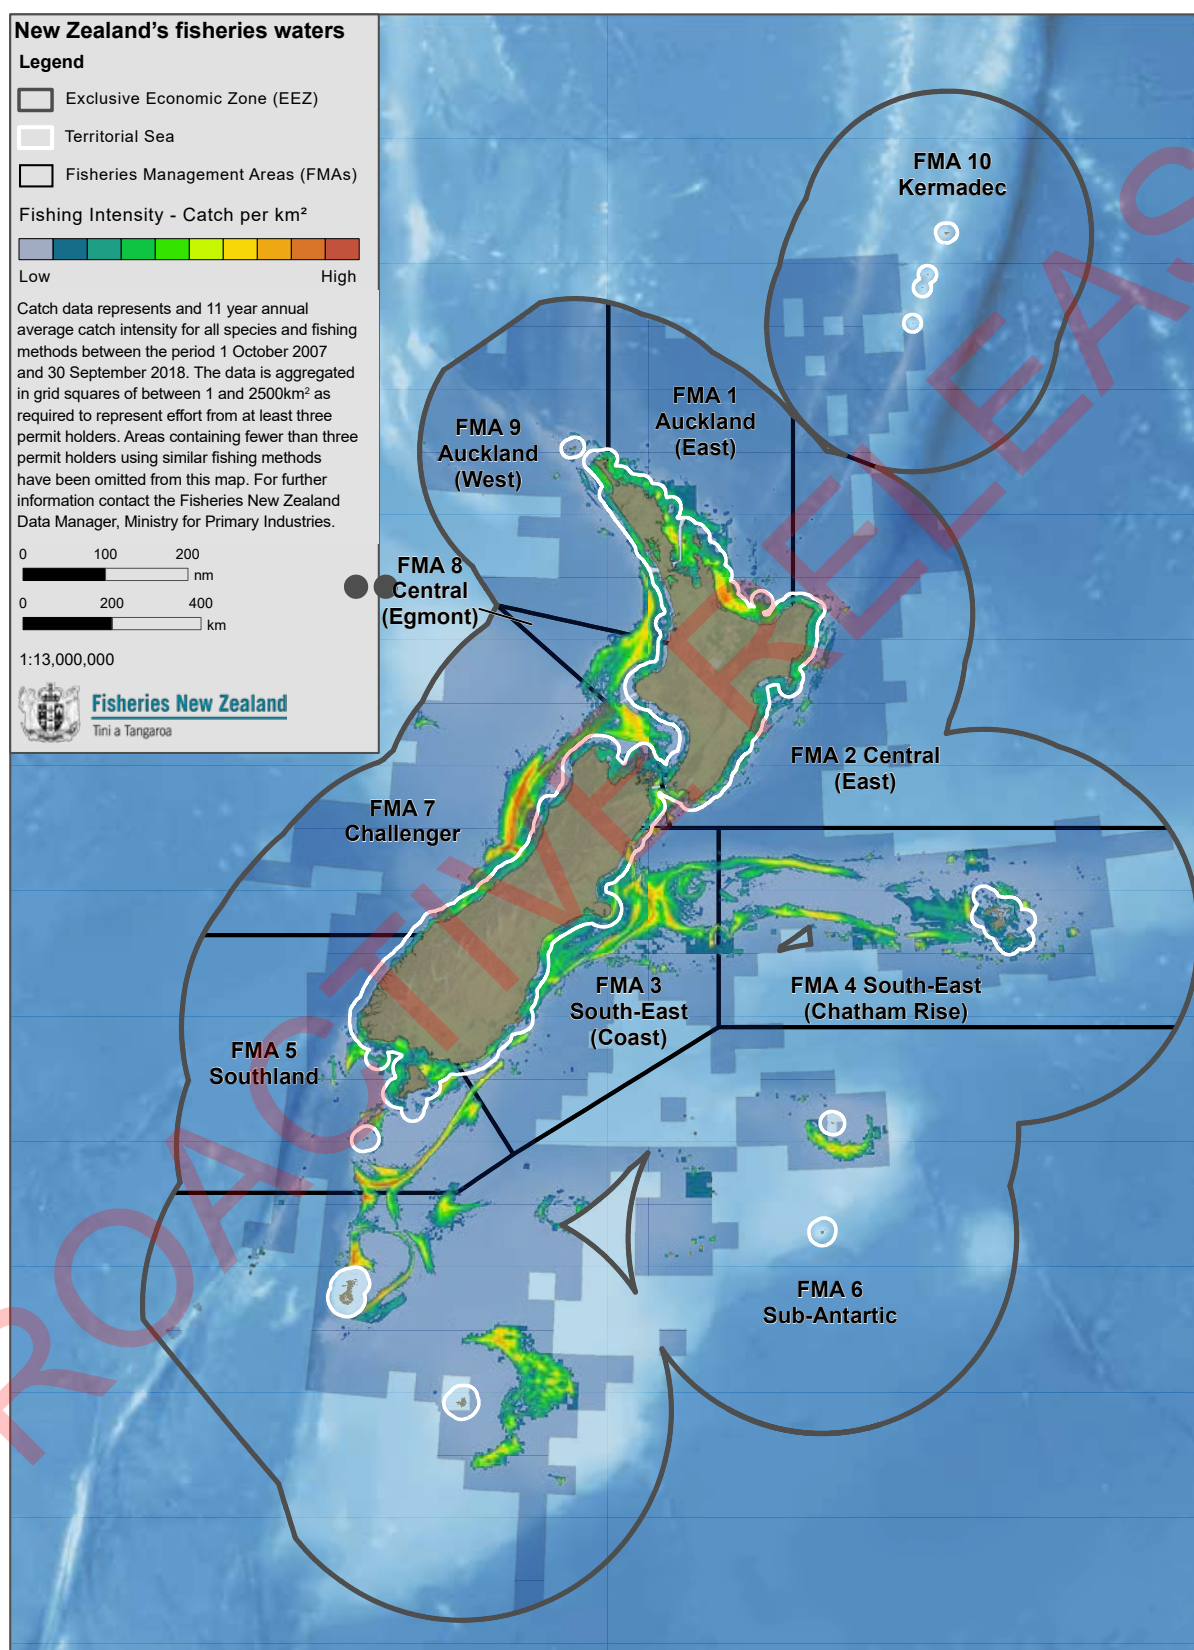 New Zealand's fisheries waters
Legend
Exclusive Economic Zone (EEZ)
Territorial Sea
Fisheries Management Areas (FMAs)
Fishing Intensity - Catch per km²
Low High
Catch data represents and 11 year annual
average catch intensity for all species and fishing
methods between the period 1 October 2007
and 30 September 2018. The data is aggregated
in grid squares of between 1 and 2500km² as
required to represent effort from at least three
permit holders. Areas containing fewer than three
permit holders using similar fishing methods
have been omitted from this map. For further
information contact the Fisheries New Zealand
Data Manager, Ministry for Primary Industries.
0 100 200
nm
0 200 400
km
1:13,000,000
Fisheries New Zealand
Tini a Tangaroa
FMA 10
Kermadec
FMA 1
Auckland
(East)
FMA 9
Auckland
(West)
FMA 8
Central
(Egmont)
FMA 2 Central
(East)
FMA 7
Challenger
FMA 3
South-East
(Coast)
FMA 4 South-East
(Chatham Rise)
FMA 5
Southland
FMA 6
Sub-Antartic
ROACTIVE RELEAS